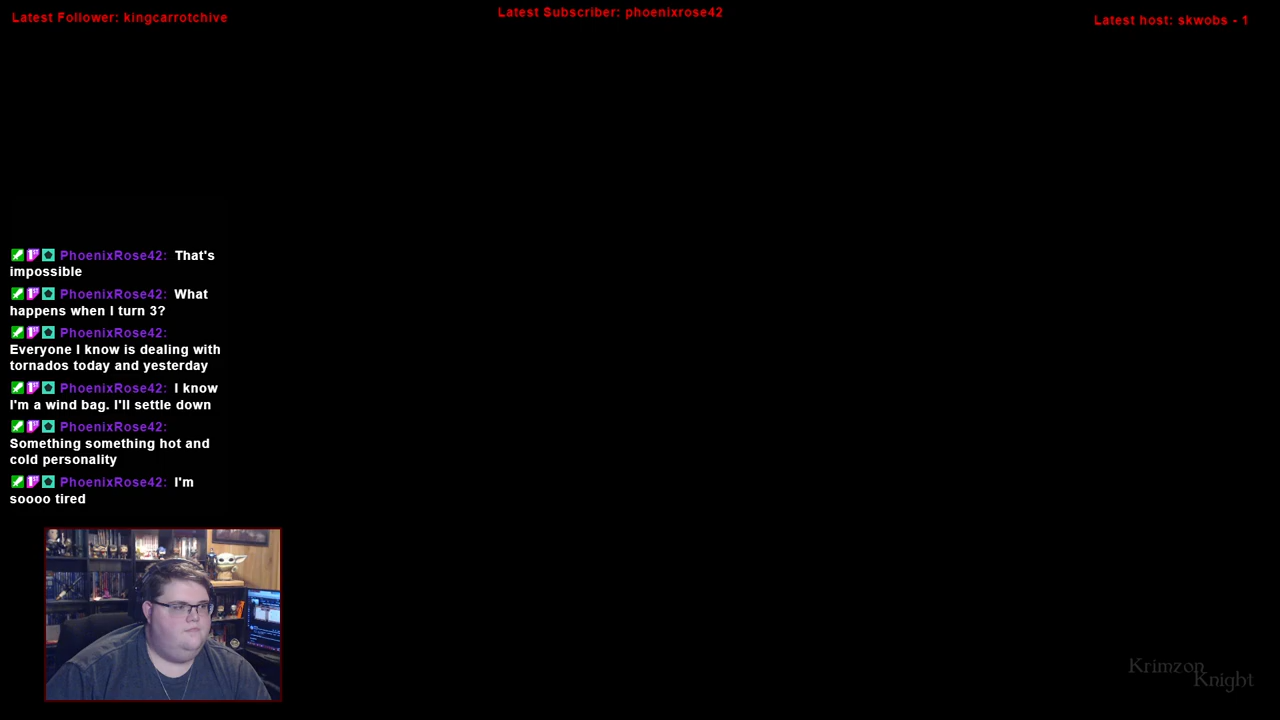 Latest Follower: kingcarrotchive
Latest Subscriber: phoenixrose42
Latest host: skwobs - 1
PhoenixRose42: That's
impossible
PhoenixRose42: What
happens when I turn 3?
PhoenixRose42:
Everyone I know is dealing with
tornados today and yesterday
PhoenixRose42: I know
I'm a wind bag. I'll settle down
PhoenixRose42:
Something something hot and
cold personality
PhoenixRose42: I'm
soooo tired
Krimzon
Knight